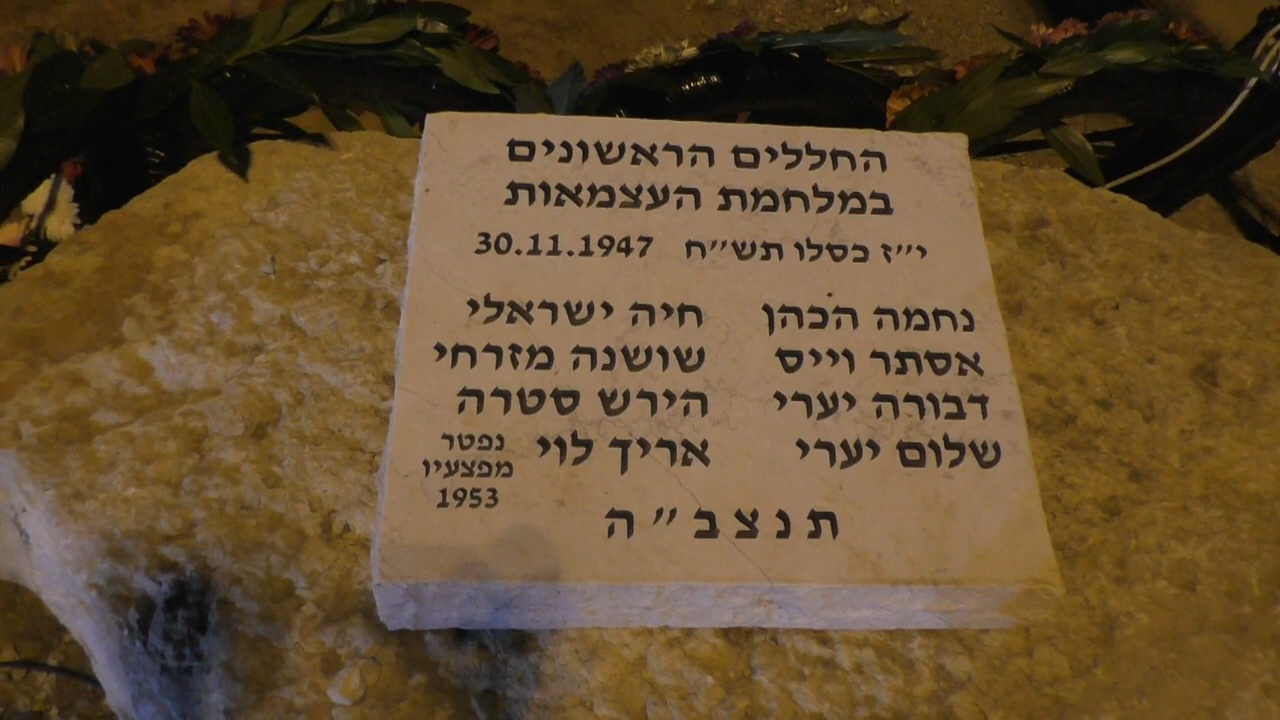 החללים הראשונים
במלחמת העצמאות
י״ז כסלו תש״ח 30.11.1947
נחמה הכהן חיה ישראלי
אסתר וייס שושנה מזרחי
דבורה יערי הירש סטרה
שלום יערי אריך לוי נפטר
מפצעיו
1953
תנצב״ה